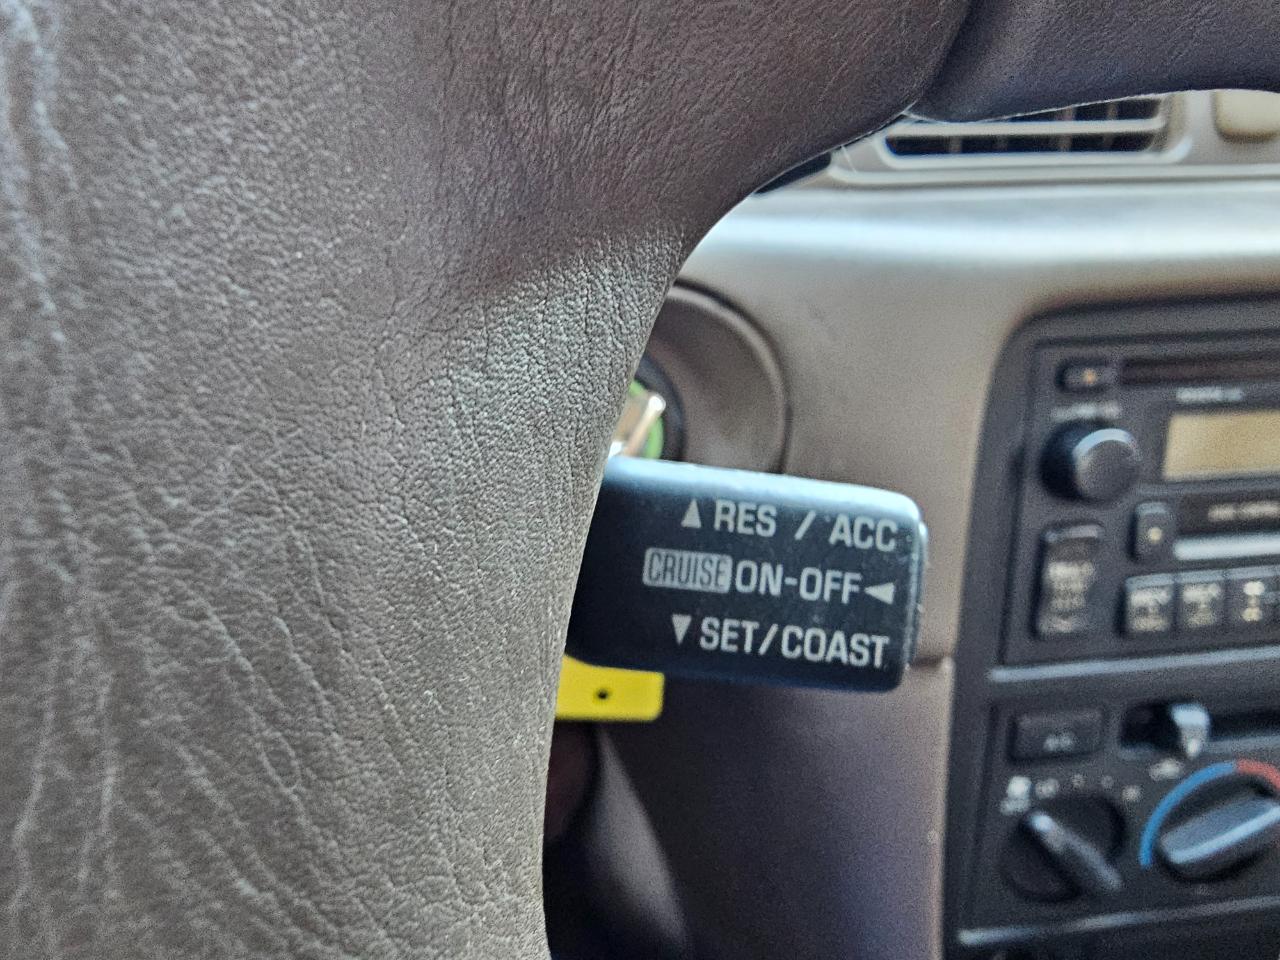 ▲ RES / ACC
CRUISE ON-OFF ◄
▼ SET/COAST